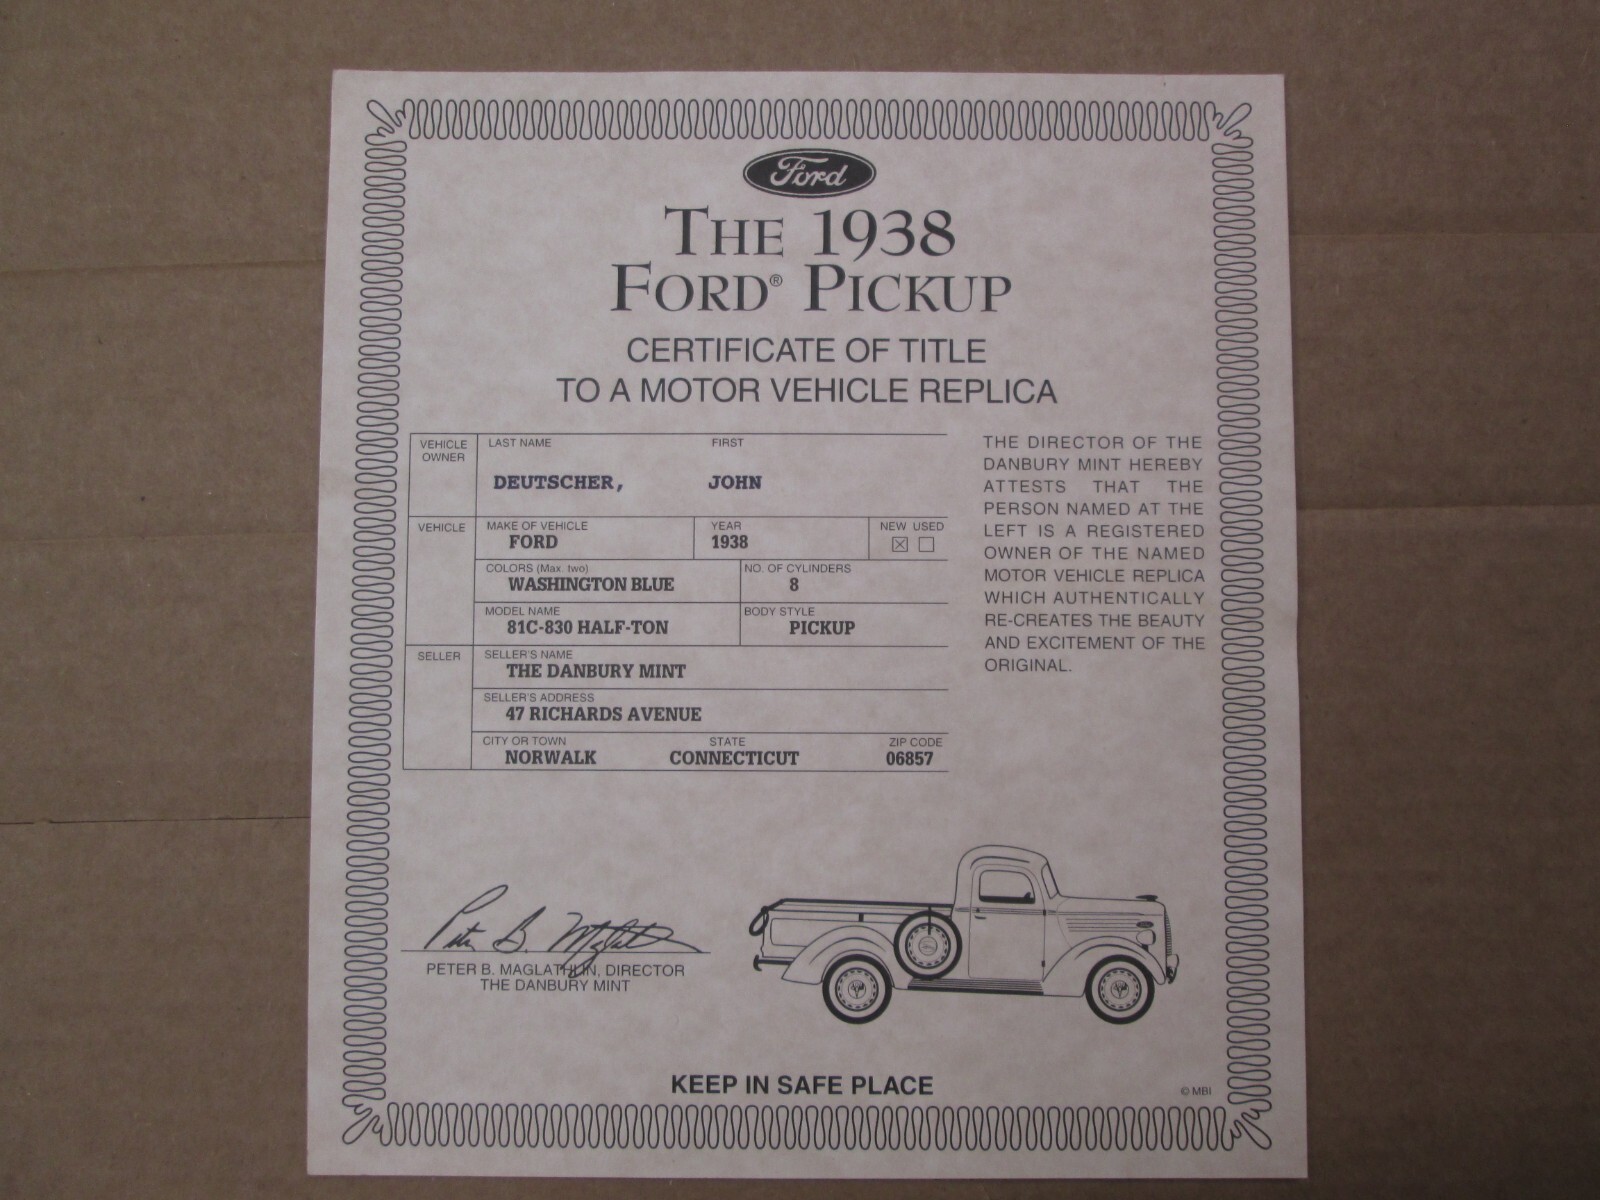 Ford
THE 1938
FORD® PICKUP
CERTIFICATE OF TITLE
TO A MOTOR VEHICLE REPLICA
VEHICLE OWNER
LAST NAME FIRST
DEUTSCHER, JOHN
VEHICLE
MAKE OF VEHICLE YEAR NEW USED
FORD 1938 ☒ ☐
COLORS (Max. two) NO. OF CYLINDERS
WASHINGTON BLUE 8
MODEL NAME BODY STYLE
81C-830 HALF-TON PICKUP
SELLER
SELLER'S NAME
THE DANBURY MINT
SELLER'S ADDRESS
47 RICHARDS AVENUE
CITY OR TOWN STATE ZIP CODE
NORWALK CONNECTICUT 06857
THE DIRECTOR OF THE
DANBURY MINT HEREBY
ATTESTS THAT THE
PERSON NAMED AT THE
LEFT IS A REGISTERED
OWNER OF THE NAMED
MOTOR VEHICLE REPLICA
WHICH AUTHENTICALLY
RE-CREATES THE BEAUTY
AND EXCITEMENT OF THE
ORIGINAL.
Peter B. Maglathlin
PETER B. MAGLATHLIN, DIRECTOR
THE DANBURY MINT
KEEP IN SAFE PLACE
© MBI